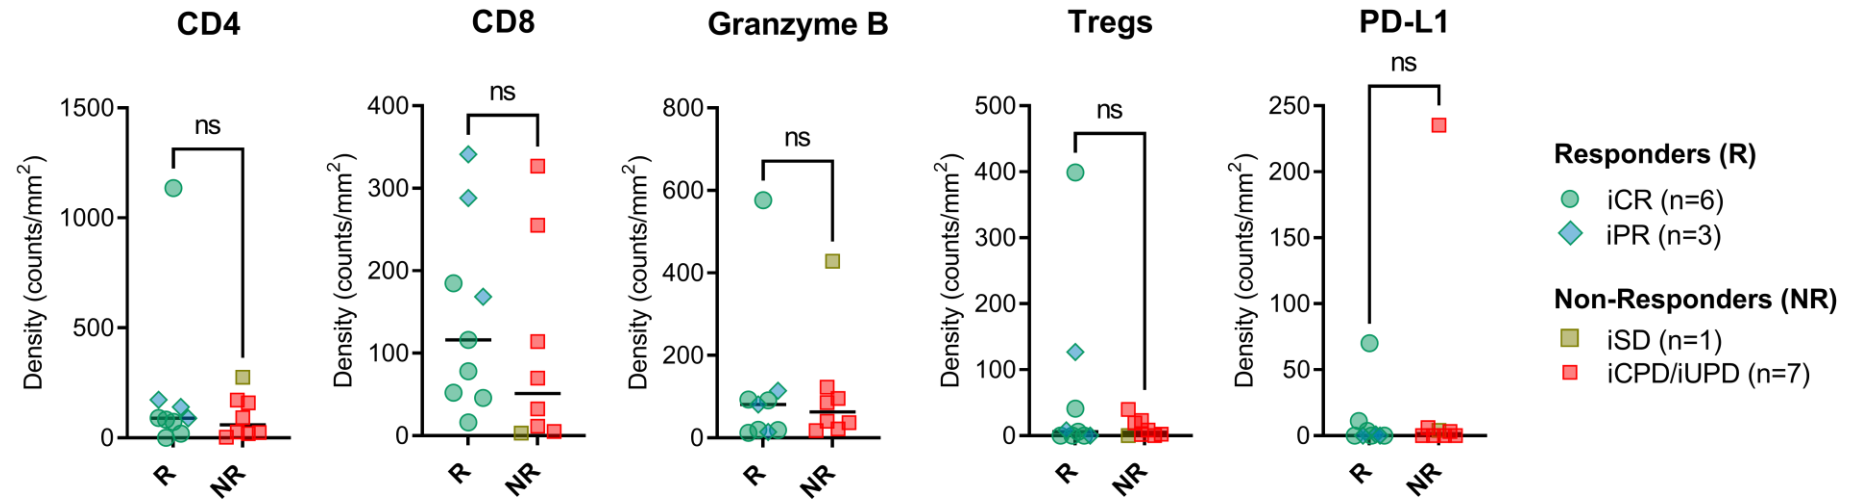 CD4
CD8
Granzyme B
Tregs
PD-L1
Density (counts/mm²)
1500
1000
500
0
ns
R
NR
Density (counts/mm²)
400
300
200
100
0
ns
R
NR
Density (counts/mm²)
800
600
400
200
0
ns
R
NR
Density (counts/mm²)
500
400
300
200
100
0
ns
R
NR
Density (counts/mm²)
250
200
150
100
50
0
ns
R
NR
Responders (R)
iCR (n=6)
iPR (n=3)
Non-Responders (NR)
iSD (n=1)
iCPD/iUPD (n=7)